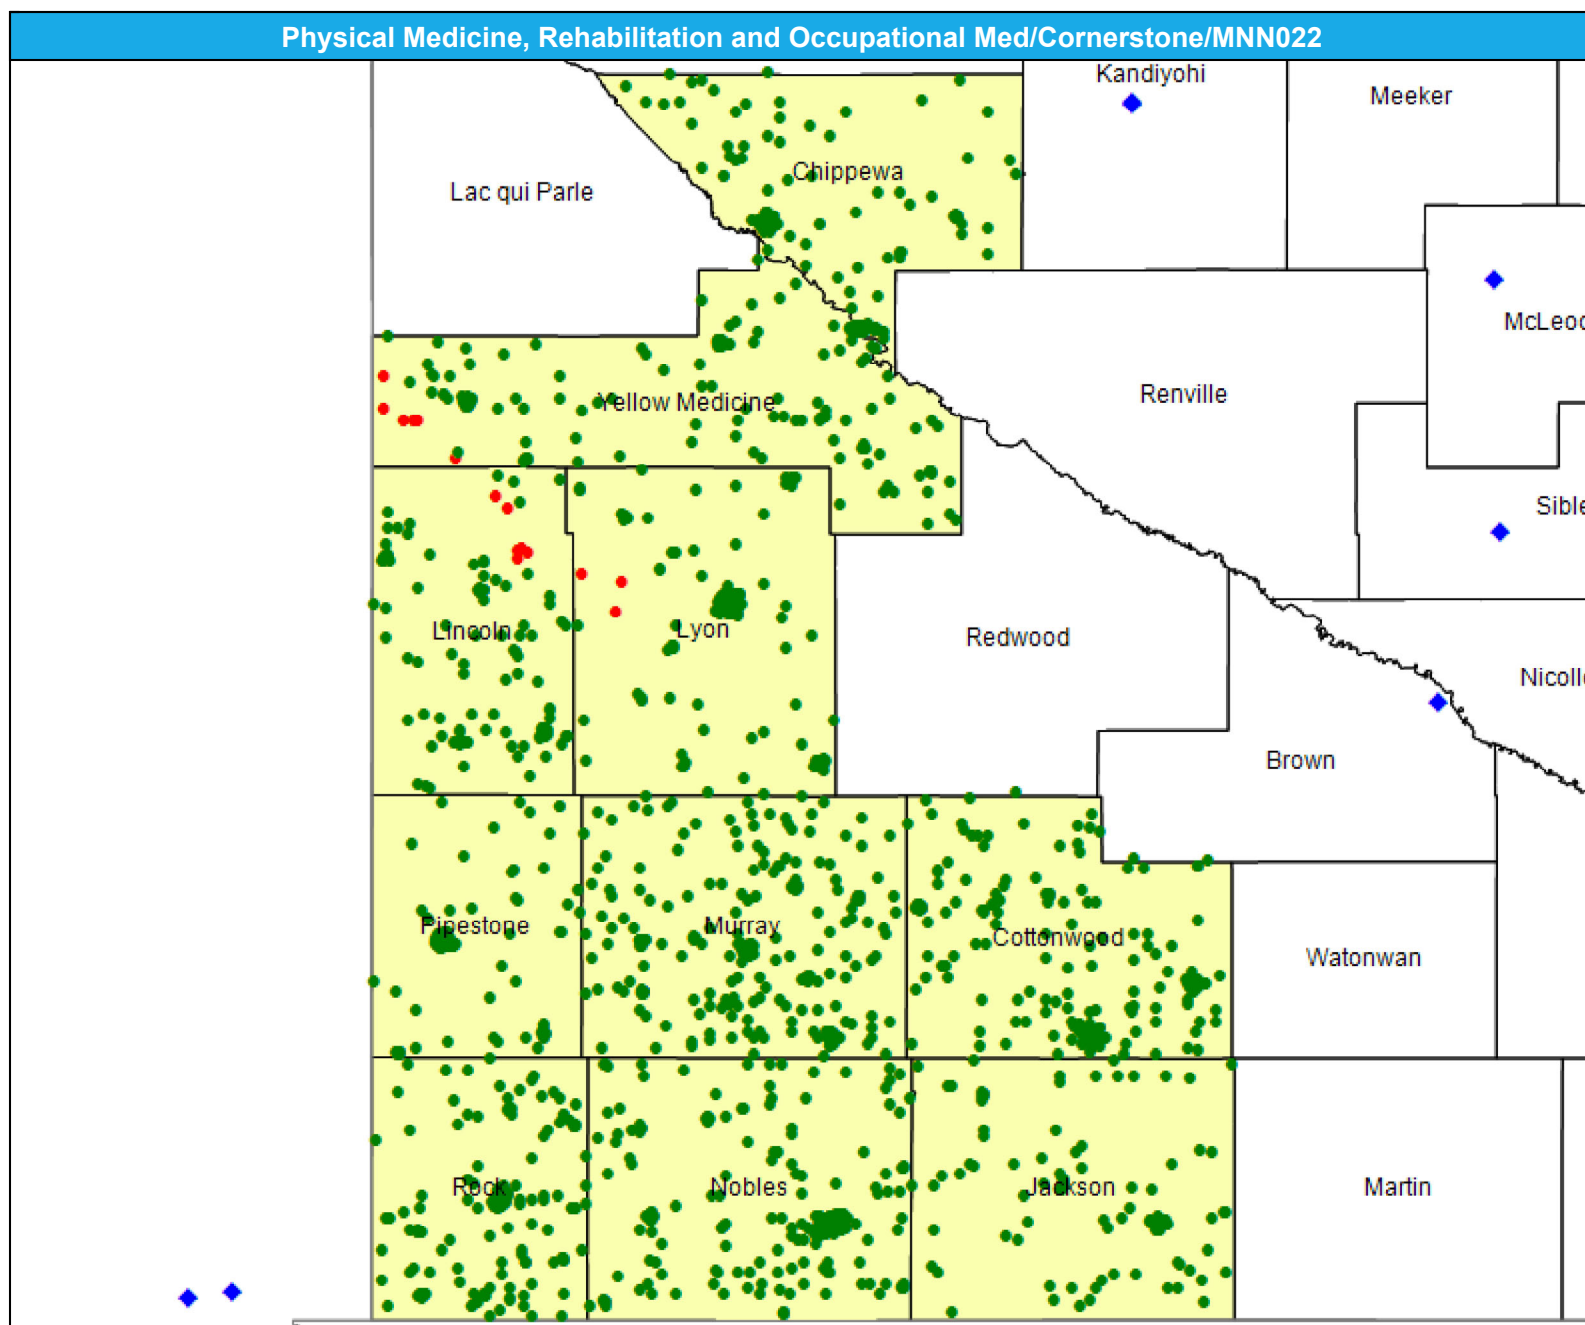 Physical Medicine, Rehabilitation and Occupational Med/Cornerstone/MNN022
Kandiyohi
Meeker
Chippewa
Lac qui Parle
McLeod
Renville
Yellow Medicine
Sible
Lincoln
Lyon
Redwood
Nicolle
Brown
Pipestone
Murray
Cottonwood
Watonwan
Rock
Nobles
Jackson
Martin